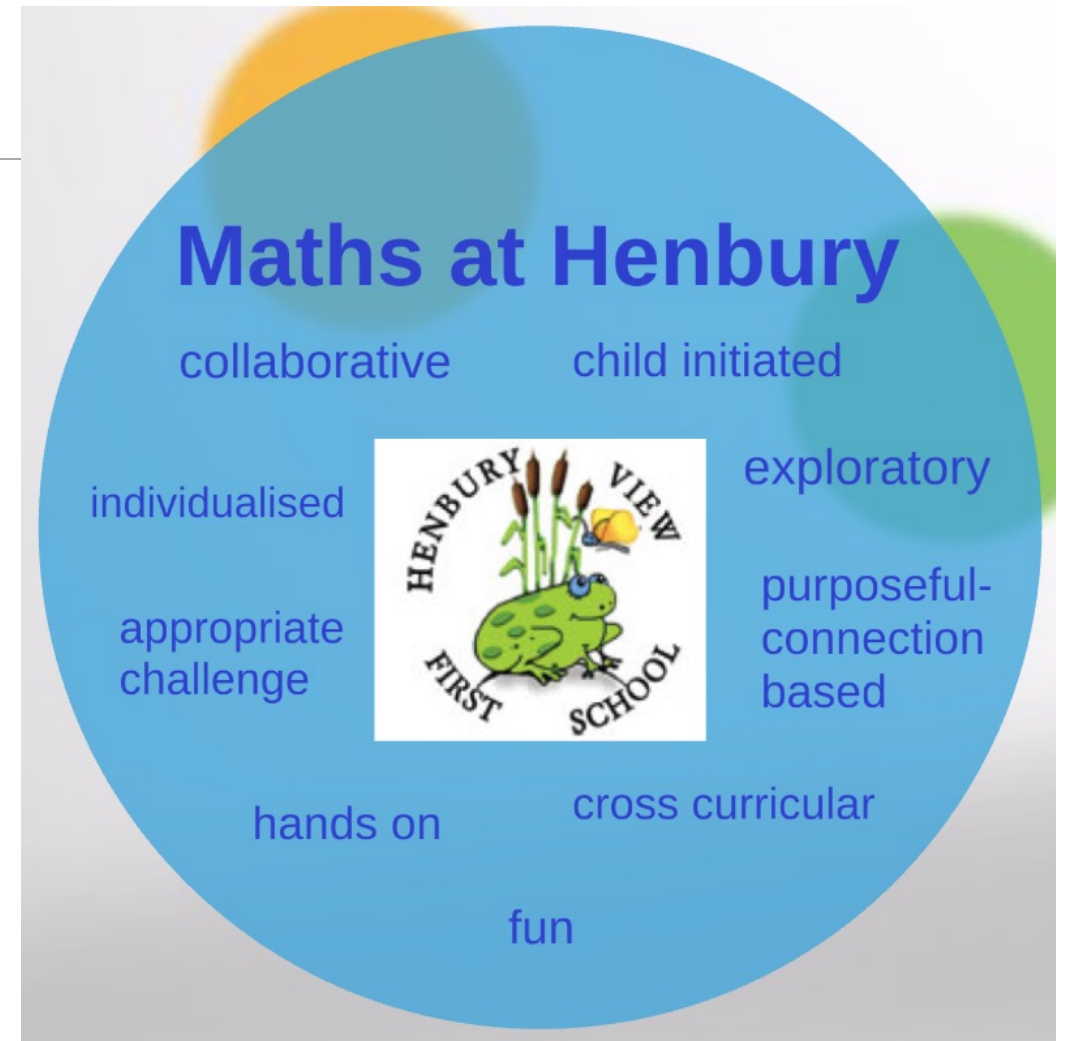 Maths at Henbury
collaborative
child initiated
individualised
exploratory
HENBURY VIEW
FIRST SCHOOL
appropriate
challenge
purposeful-
connection
based
hands on
cross curricular
fun